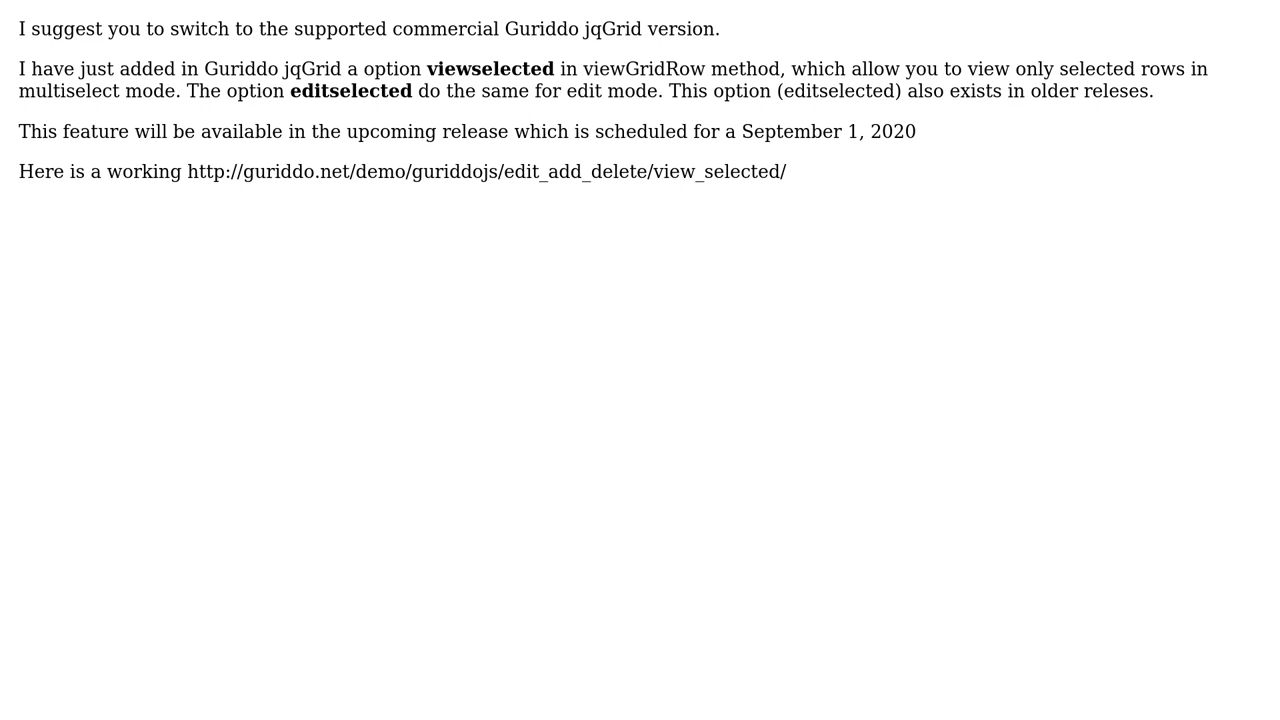 I suggest you to switch to the supported commercial Guriddo jqGrid version.
I have just added in Guriddo jqGrid a option viewselected in viewGridRow method, which allow you to view only selected rows in
multiselect mode. The option editselected do the same for edit mode. This option (editselected) also exists in older releses.
This feature will be available in the upcoming release which is scheduled for a September 1, 2020
Here is a working http://guriddo.net/demo/guriddojs/edit_add_delete/view_selected/